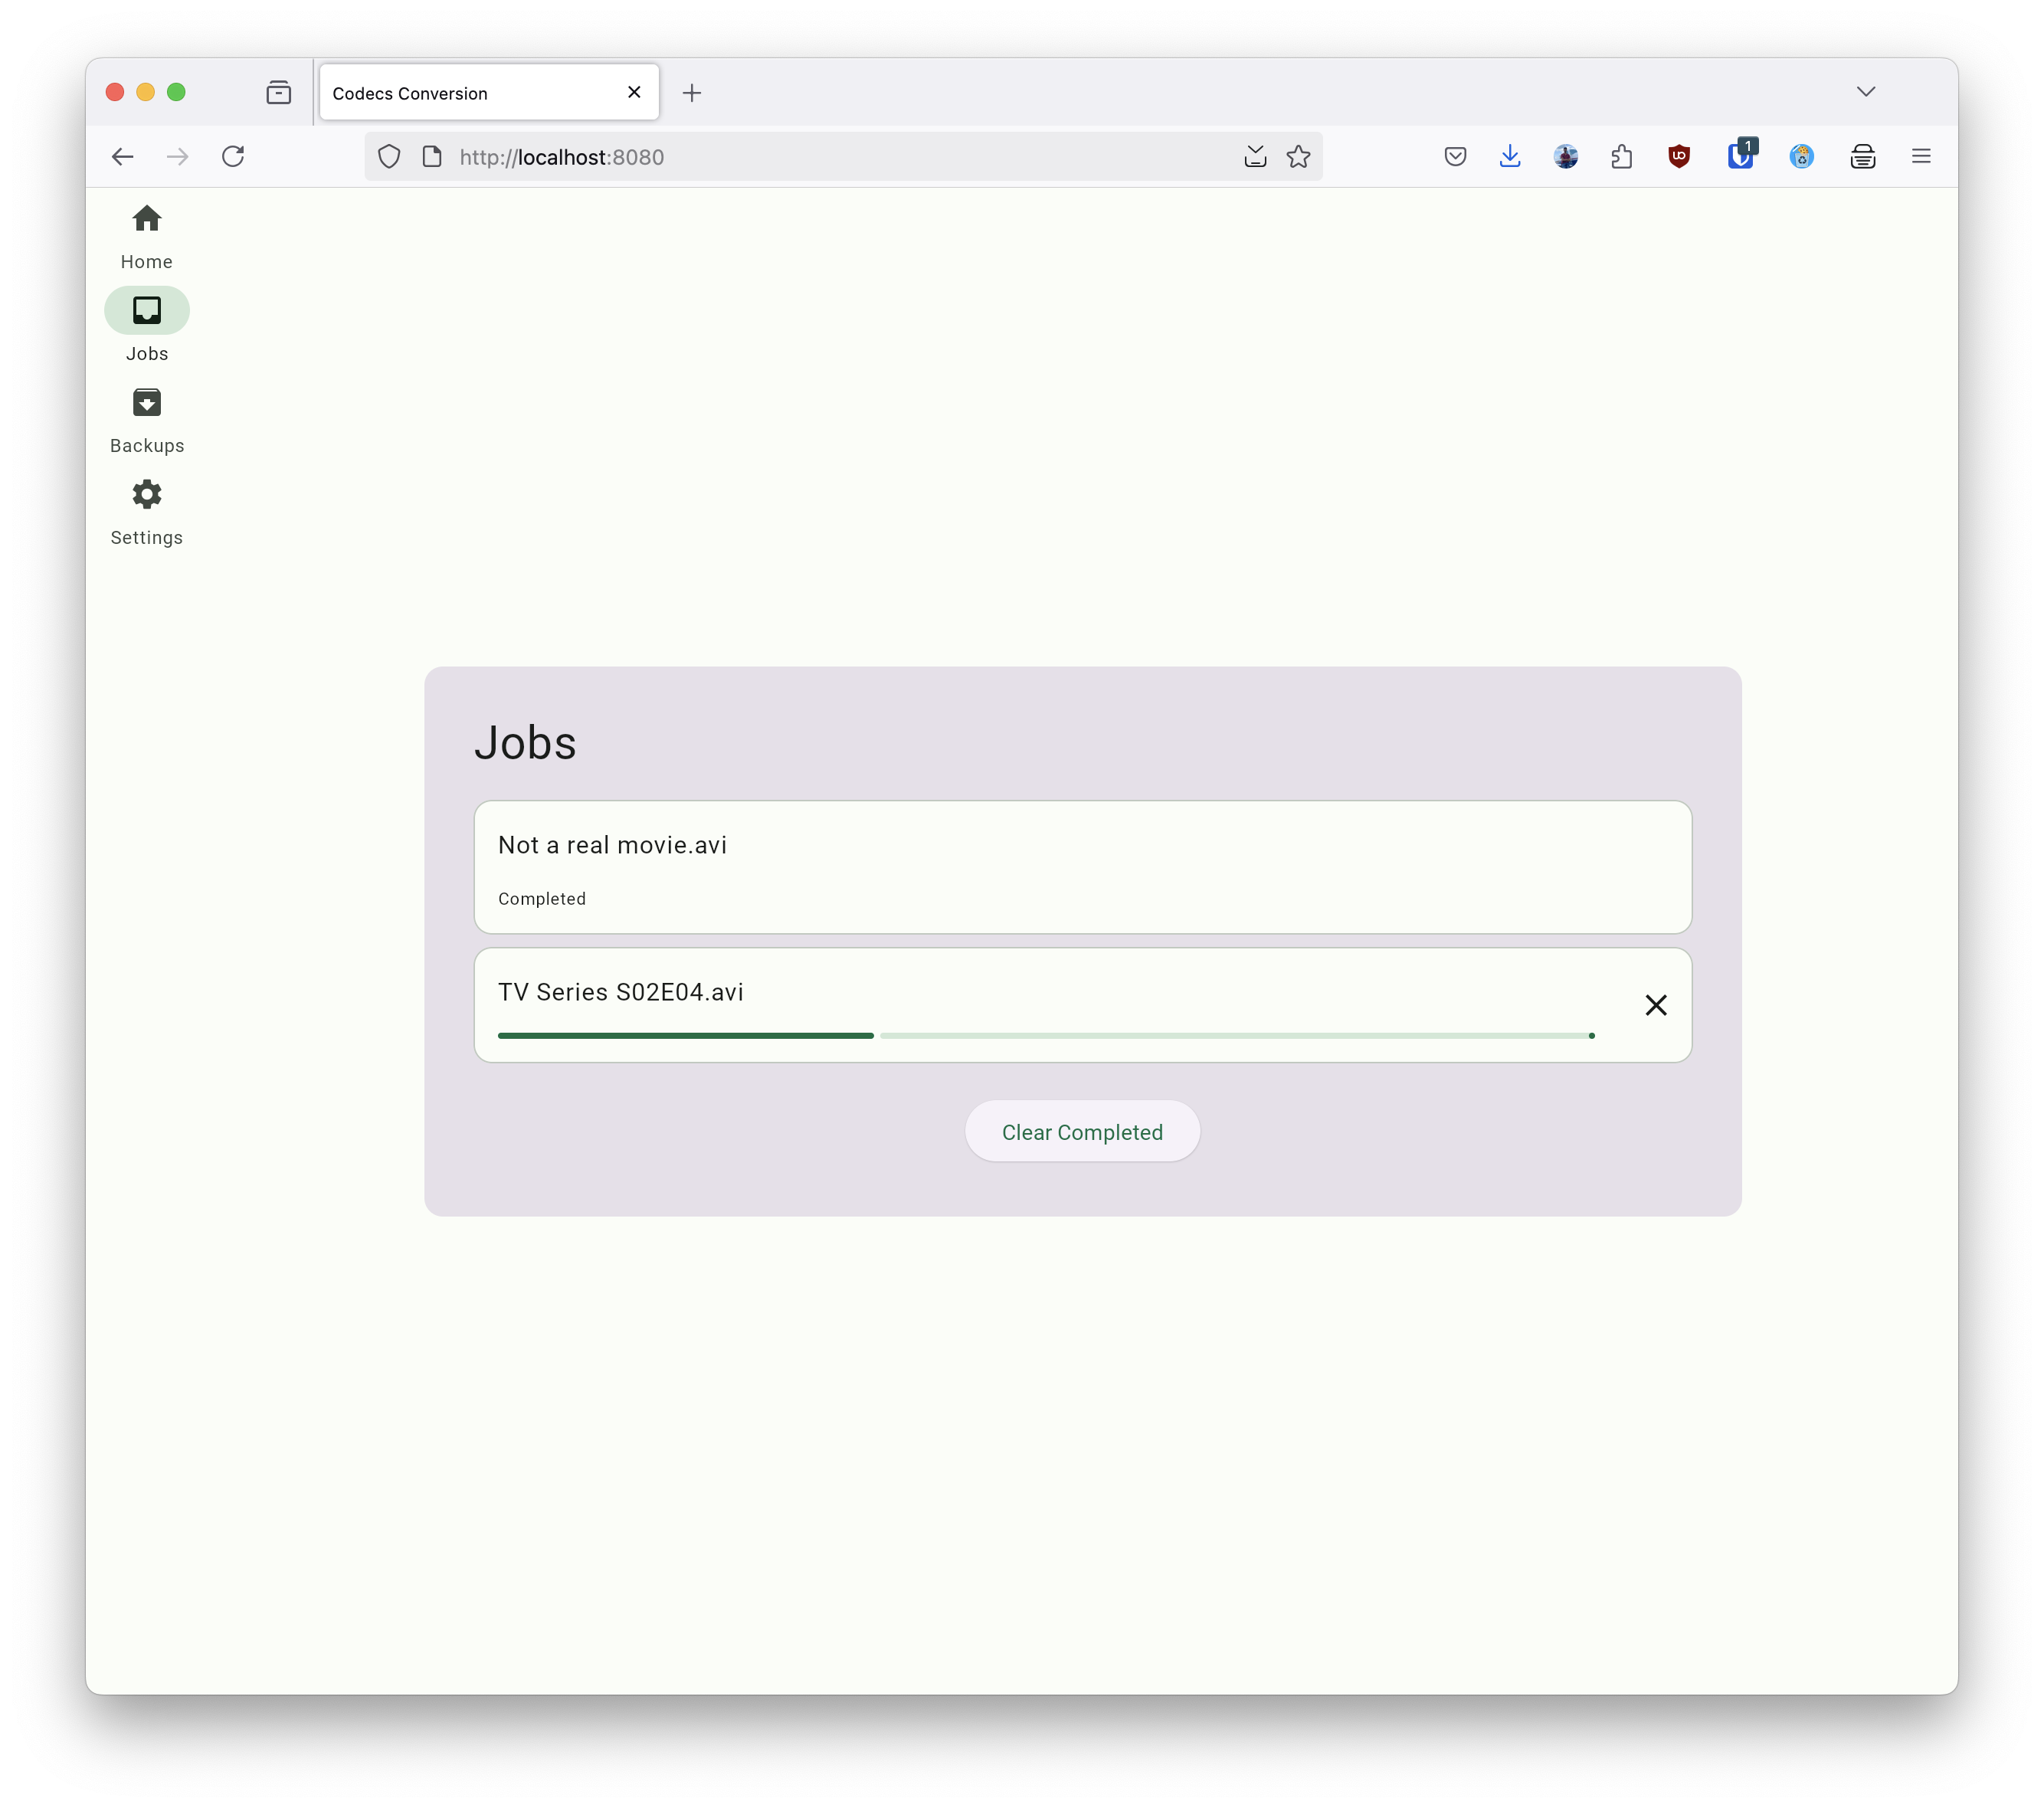 Codecs Conversion
http://localhost:8080
1
Home
Jobs
Backups
Settings
Jobs
Not a real movie.avi
Completed
TV Series S02E04.avi
Clear Completed